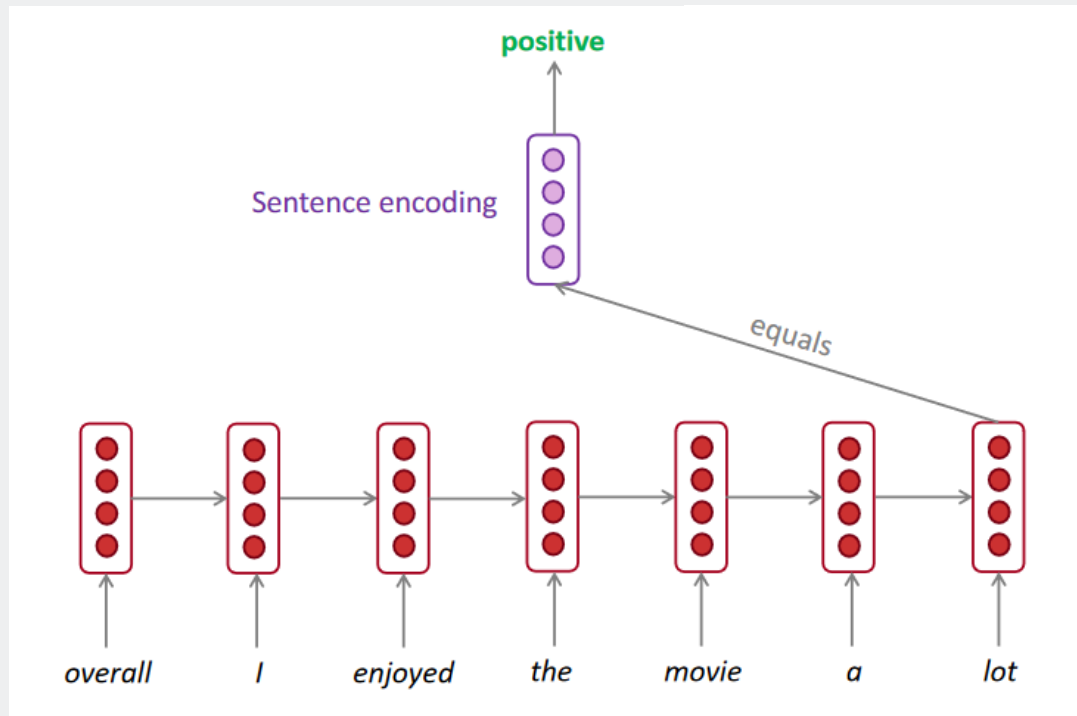 positive
Sentence encoding
equals
overall I enjoyed the movie a lot